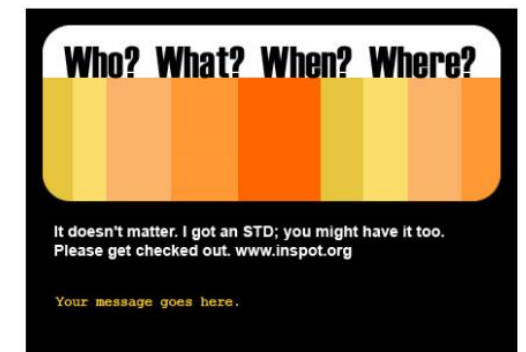 Who? What? When? Where?
It doesn't matter. I got an STD; you might have it too.
Please get checked out. www.inspot.org
Your message goes here.